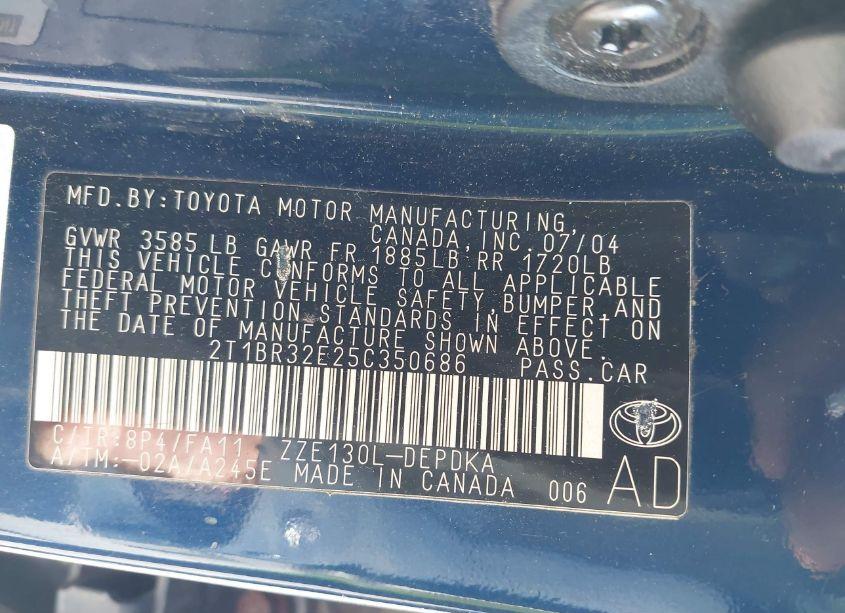 MFD.BY:TOYOTA MOTOR MANUFACTURING,
CANADA,INC. 07/04
GVWR 3585 LB GAWR FR 1885LB RR 1720LB
THIS VEHICLE CONFORMS TO ALL APPLICABLE
FEDERAL MOTOR VEHICLE SAFETY,BUMPER,AND
THEFT PREVENTION STANDARDS IN EFFECT ON
THE DATE OF MANUFACTURE SHOWN ABOVE.
2T1BR32E25C350686 PASS.CAR
C/TR:8P4/FA11 ZZE130L-DEPDKA
A/TM:-02A/A245E MADE IN CANADA 006 AD